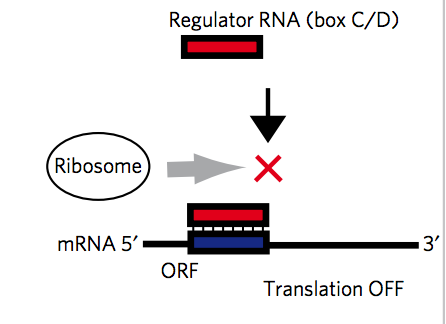 Regulator RNA (box C/D)
Ribosome
mRNA 5′ 3′
ORF
Translation OFF